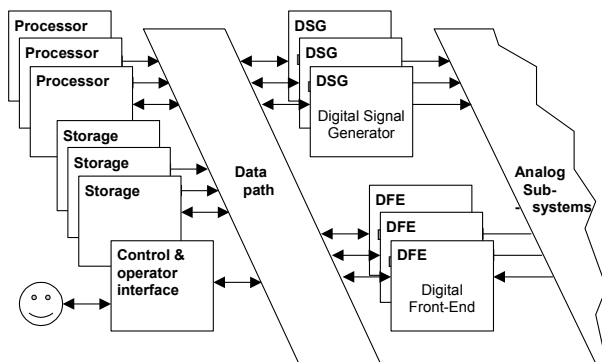 Processor
Processor
Processor
Storage
Storage
Storage
Control &
operator
interface
Data
path
DSG
DSG
DSG
Digital Signal
Generator
DFE
DFE
DFE
Digital
Front-End
Analog
Sub-
- systems